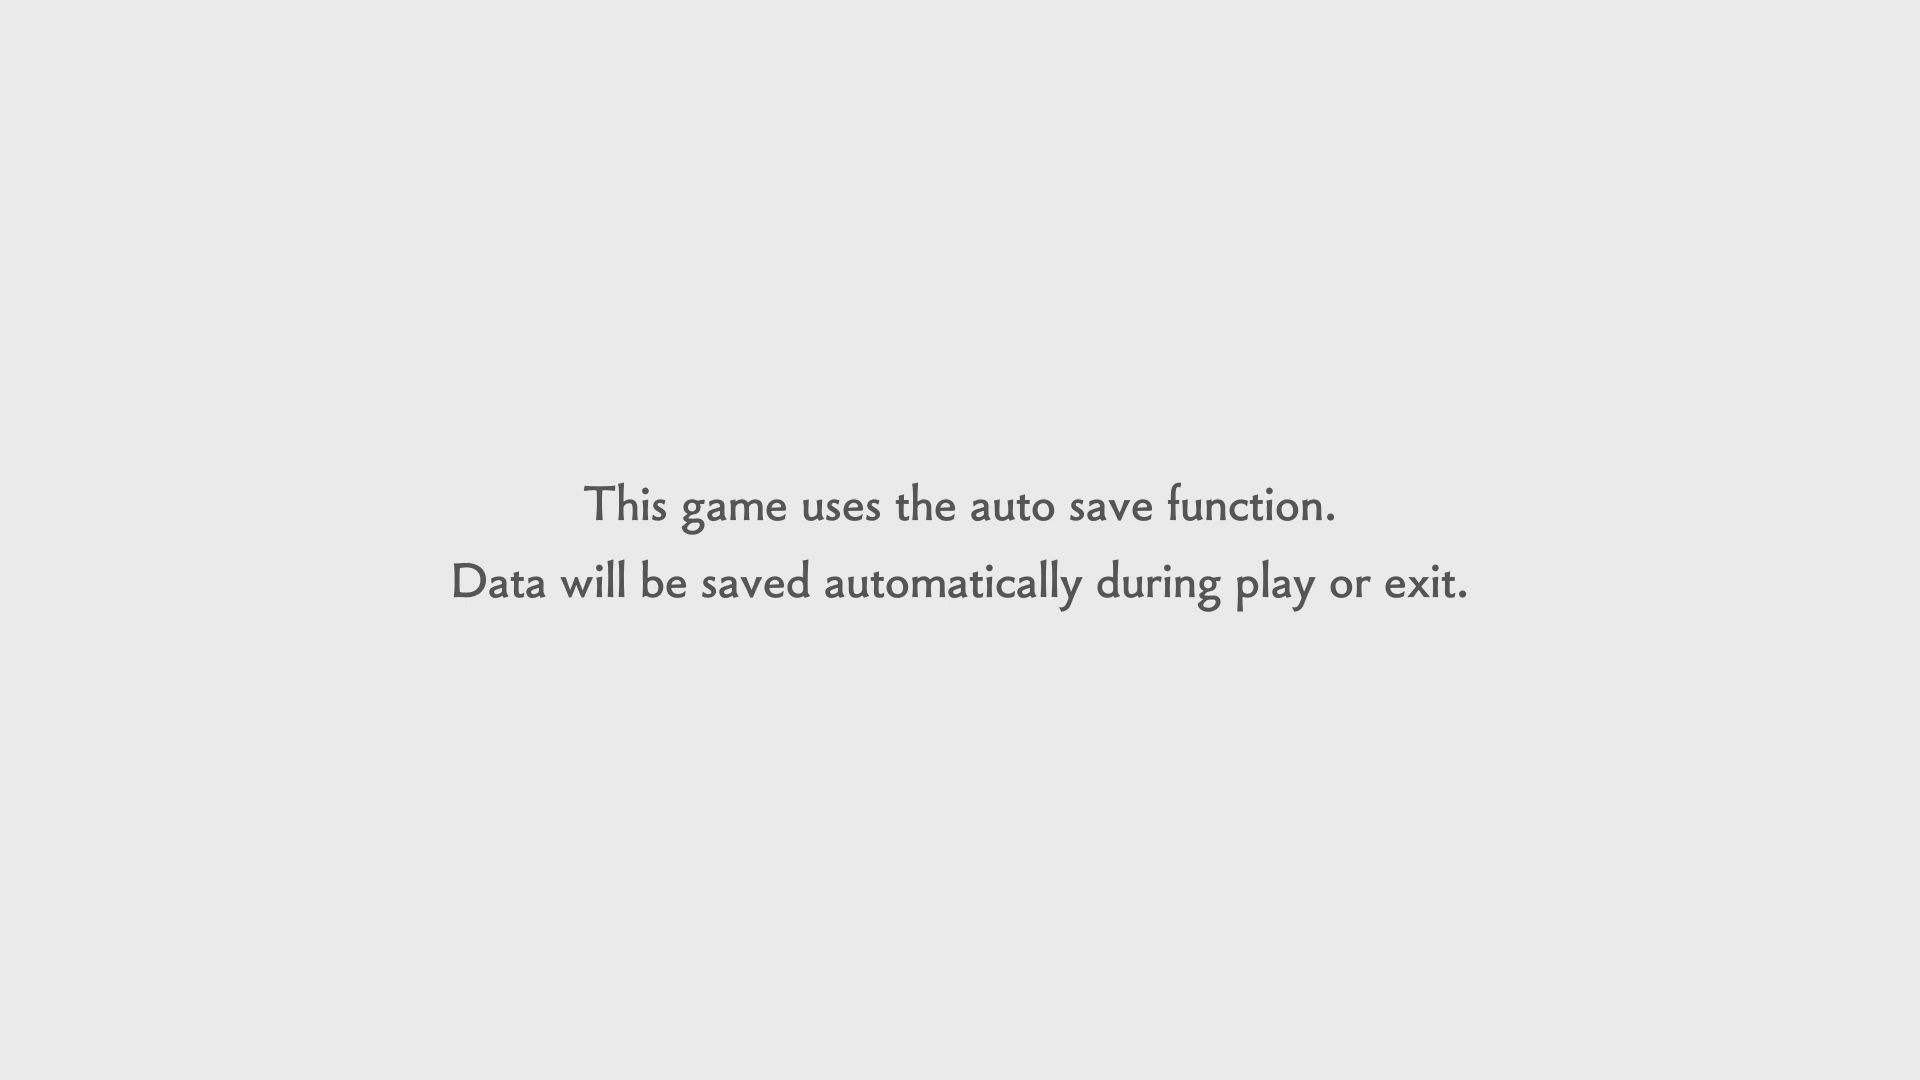 This game uses the auto save function.
Data will be saved automatically during play or exit.